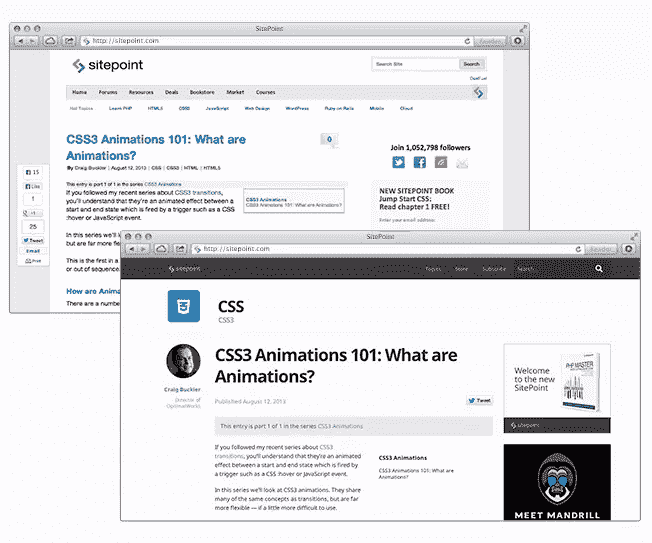 SitePoint
http://sitepoint.com
Reader
sitepoint
Search Site
Search
Home Forums Resources Deals Bookstore Market Courses
Hot Topics Learn PHP HTML5 CSS3 JavaScript Web Design WordPress Ruby on Rails Mobile Cloud
CSS3 Animations 101: What are
Animations?
0
By Craig Buckler | August 12, 2013 | CSS | CSS3 | HTML | HTML5
Join 1,052,798 followers
15
Like
1
+1
25
Tweet
E-mail
Print
This entry is part 1 of 1 in the series CSS3 Animations
If you followed my recent series about CSS3 transitions,
you'll understand that they're an animated effect between a
start and end state which is fired by a trigger such as a CSS
:hover or JavaScript event.
CSS3 Animations
CSS3 Animations 101: What are Animations?
NEW SITEPOINT BOOK
Jump Start CSS:
Read chapter 1 FREE!
Enter your email address:
In this series we'll
but are far more fle
This is the first in a
or out of sequence.
How are Anima
There are a numbe
SitePoint
http://sitepoint.com
Reader
sitepoint
Topics Store Subscribe Search
CSS
CSS3
Craig Buckler
Director of
OptimalWorks
CSS3 Animations 101: What are
Animations?
Published August 12, 2013
Tweet
This entry is part 1 of 1 in the series CSS3 Animations
If you followed my recent series about CSS3
transitions, you'll understand that they're an animated
effect between a start and end state which is fired by
a trigger such as a CSS :hover or JavaScript event.
In this series we'll look at CSS3 animations. They share
many of the same concepts as transitions, but are far
more flexible — if a little more difficult to use.
CSS3 Animations
CSS3 Animations 101: What are
Animations?
Welcome
to the new
SitePoint
PHP MASTER
sitepoint
MEET MANDRILL